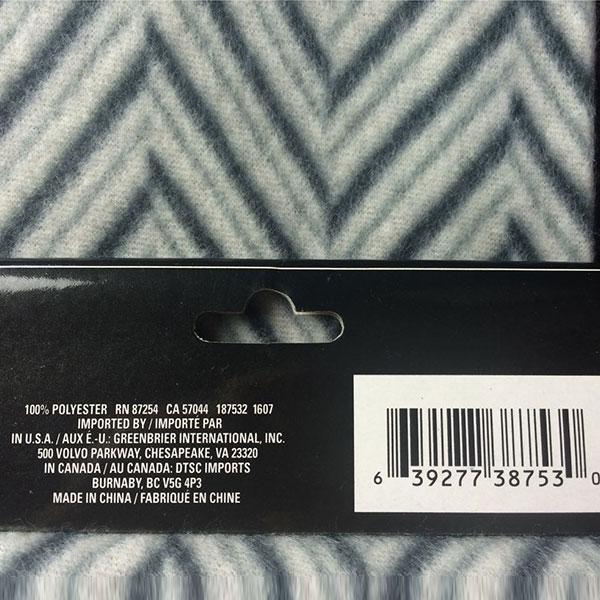 100% POLYESTER RN 87254 CA 57044 187532 1607
IMPORTED BY / IMPORTÉ PAR
IN U.S.A. / AUX É.-U.: GREENBRIER INTERNATIONAL, INC.
500 VOLVO PARKWAY, CHESAPEAKE, VA 23320
IN CANADA / AU CANADA: DTSC IMPORTS
BURNABY, BC V5G 4P3
MADE IN CHINA / FABRIQUÉ EN CHINE
6 39277 38753 0